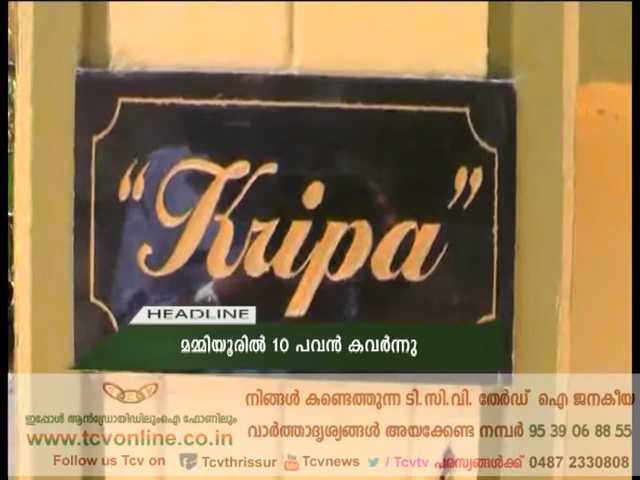 "Kripa"
HEADLINE
മമ്മിയൂരിൽ 10 പവൻ കവർന്നു
നിങ്ങൾ കണ്ടെത്തുന്ന ടി.സി.വി. തേർഡ് ഐ ജനകീയ
ഇപ്പോൾ ആൻഡ്രോയിഡിലുംഐ ഫോണിലും
വാർത്താദൃശ്യങ്ങൾ അയക്കേണ്ട നമ്പർ 95 39 06 88 55
www.tcvonline.co.in
Follow us Tcv on Tcvthrissur Tcvnews / Tcvtv പരസ്യങ്ങൾക്ക് 0487 2330808